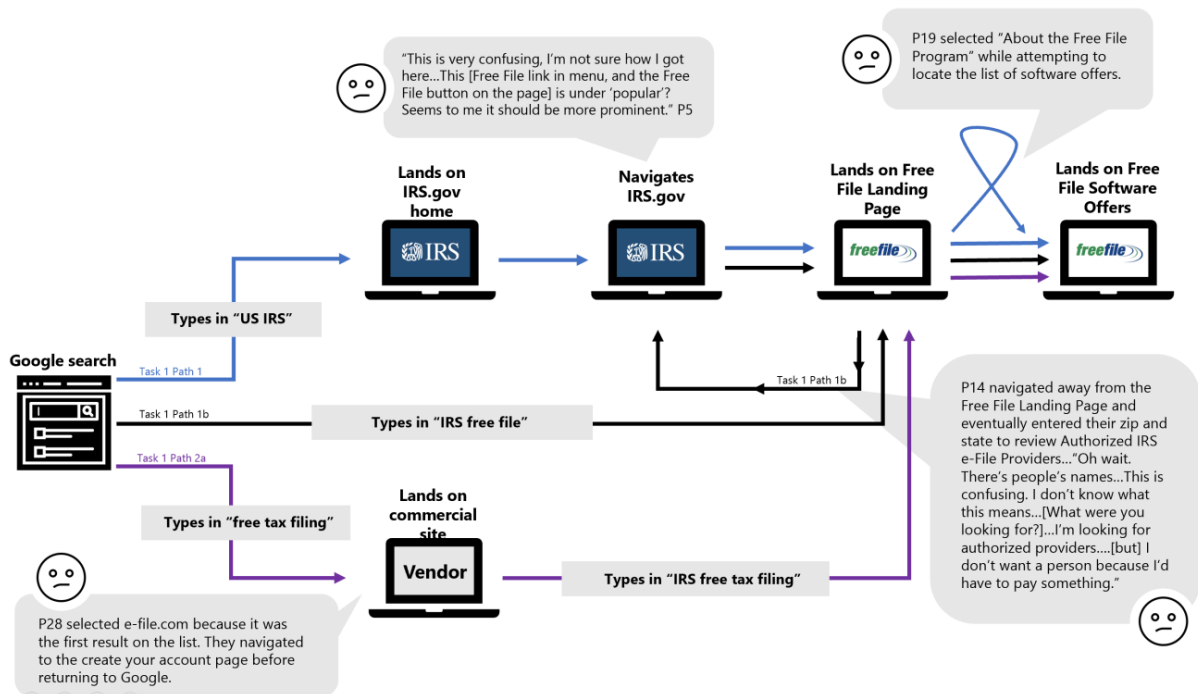 "This is very confusing, I'm not sure how I got
here...This [Free File link in menu, and the Free
File button on the page] is under 'popular'?
Seems to me it should be more prominent." P5
P19 selected "About the Free File
Program" while attempting to
locate the list of software offers.
Lands on
IRS.gov
home
Navigates
IRS.gov
Lands on Free
File Landing
Page
Lands on Free
File Software
Offers
IRS
IRS
freefile
freefile
Types in "US IRS"
Google search
Task 1 Path 1
Task 1 Path 1b
Types in "IRS free file"
Task 1 Path 1b
Task 1 Path 2a
Types in "free tax filing"
Lands on
commercial
site
Vendor
Types in "IRS free tax filing"
P14 navigated away from the
Free File Landing Page and
eventually entered their zip and
state to review Authorized IRS
e-File Providers..."Oh wait.
There's people's names...This is
confusing. I don't know what
this means...[What were you
looking for?]...I'm looking for
authorized providers....[but] I
don't want a person because I'd
have to pay something."
P28 selected e-file.com because it was
the first result on the list. They navigated
to the create your account page before
returning to Google.